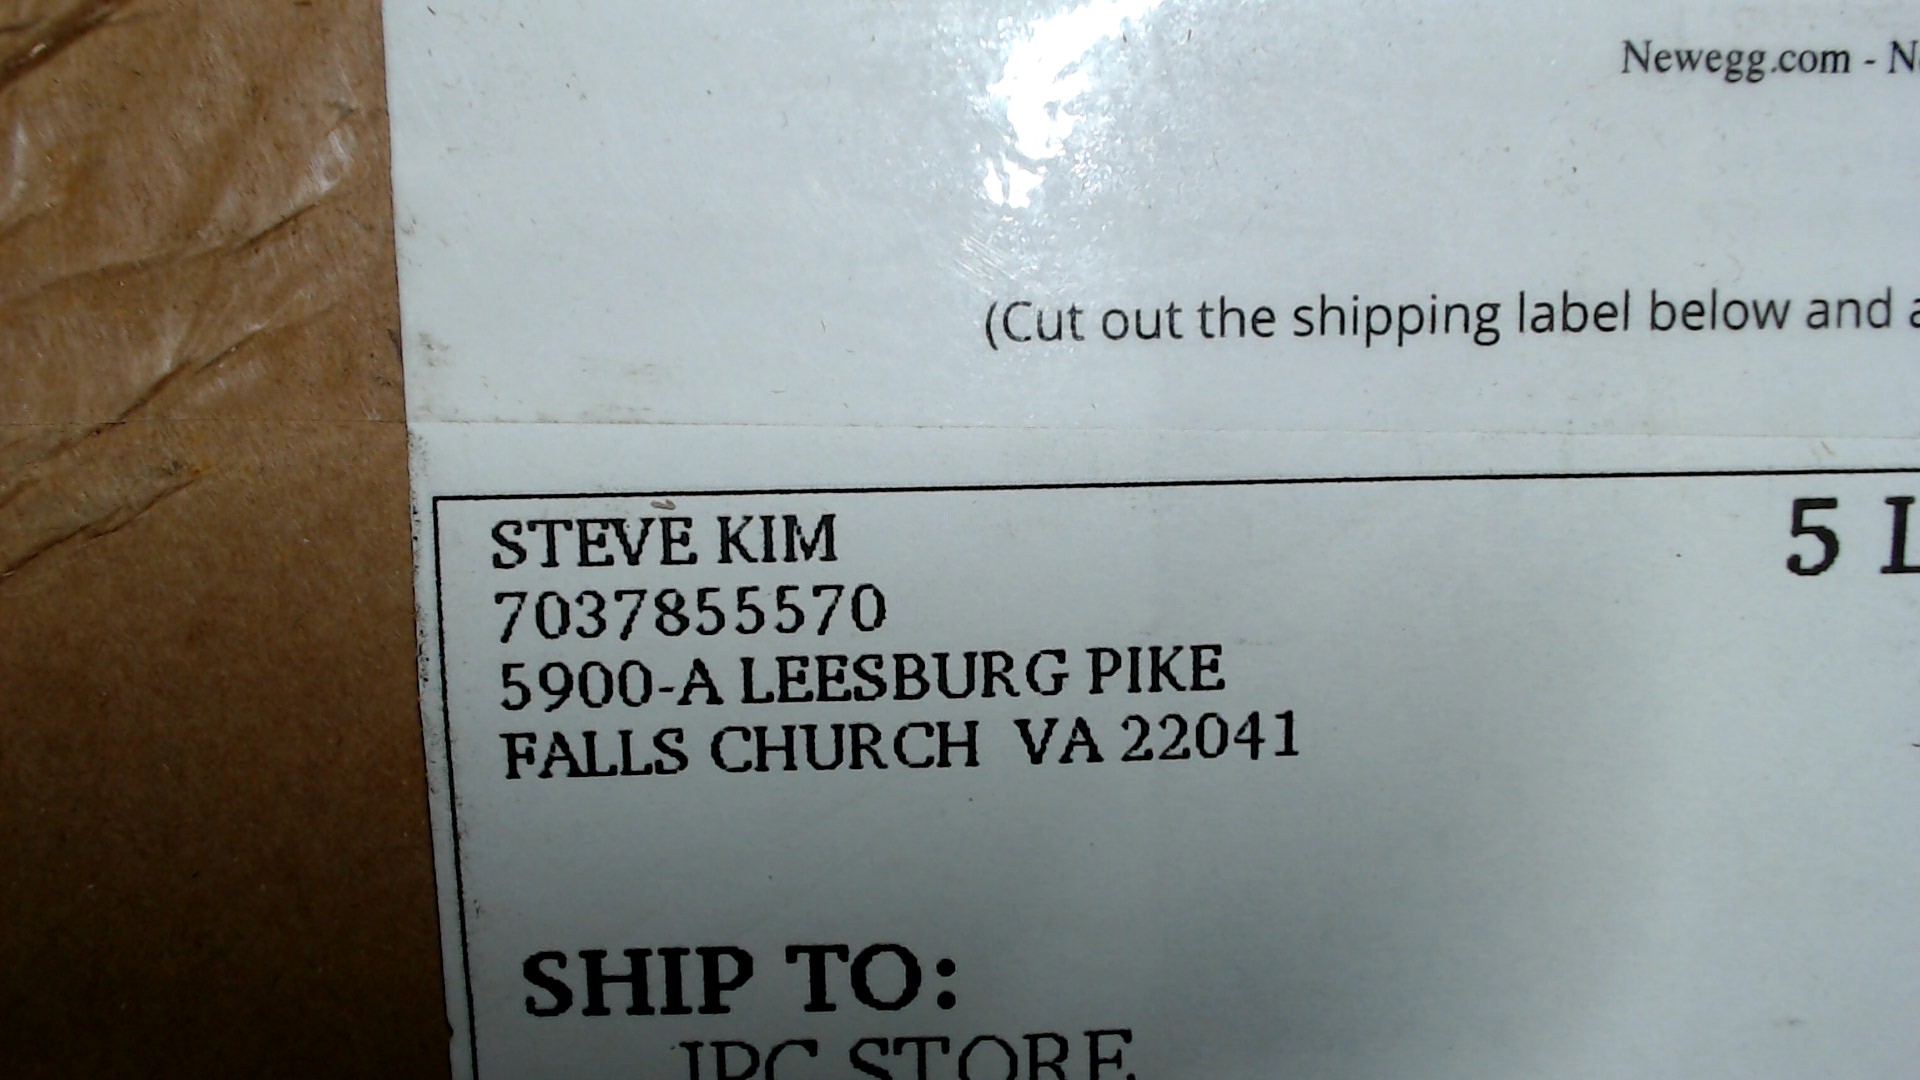 Newegg.com -
(Cut out the shipping label below and
STEVE KIM
5
7037855570
5900-A LEESBURG PIKE
FALLS CHURCH VA 22041
SHIP TO:
STORE